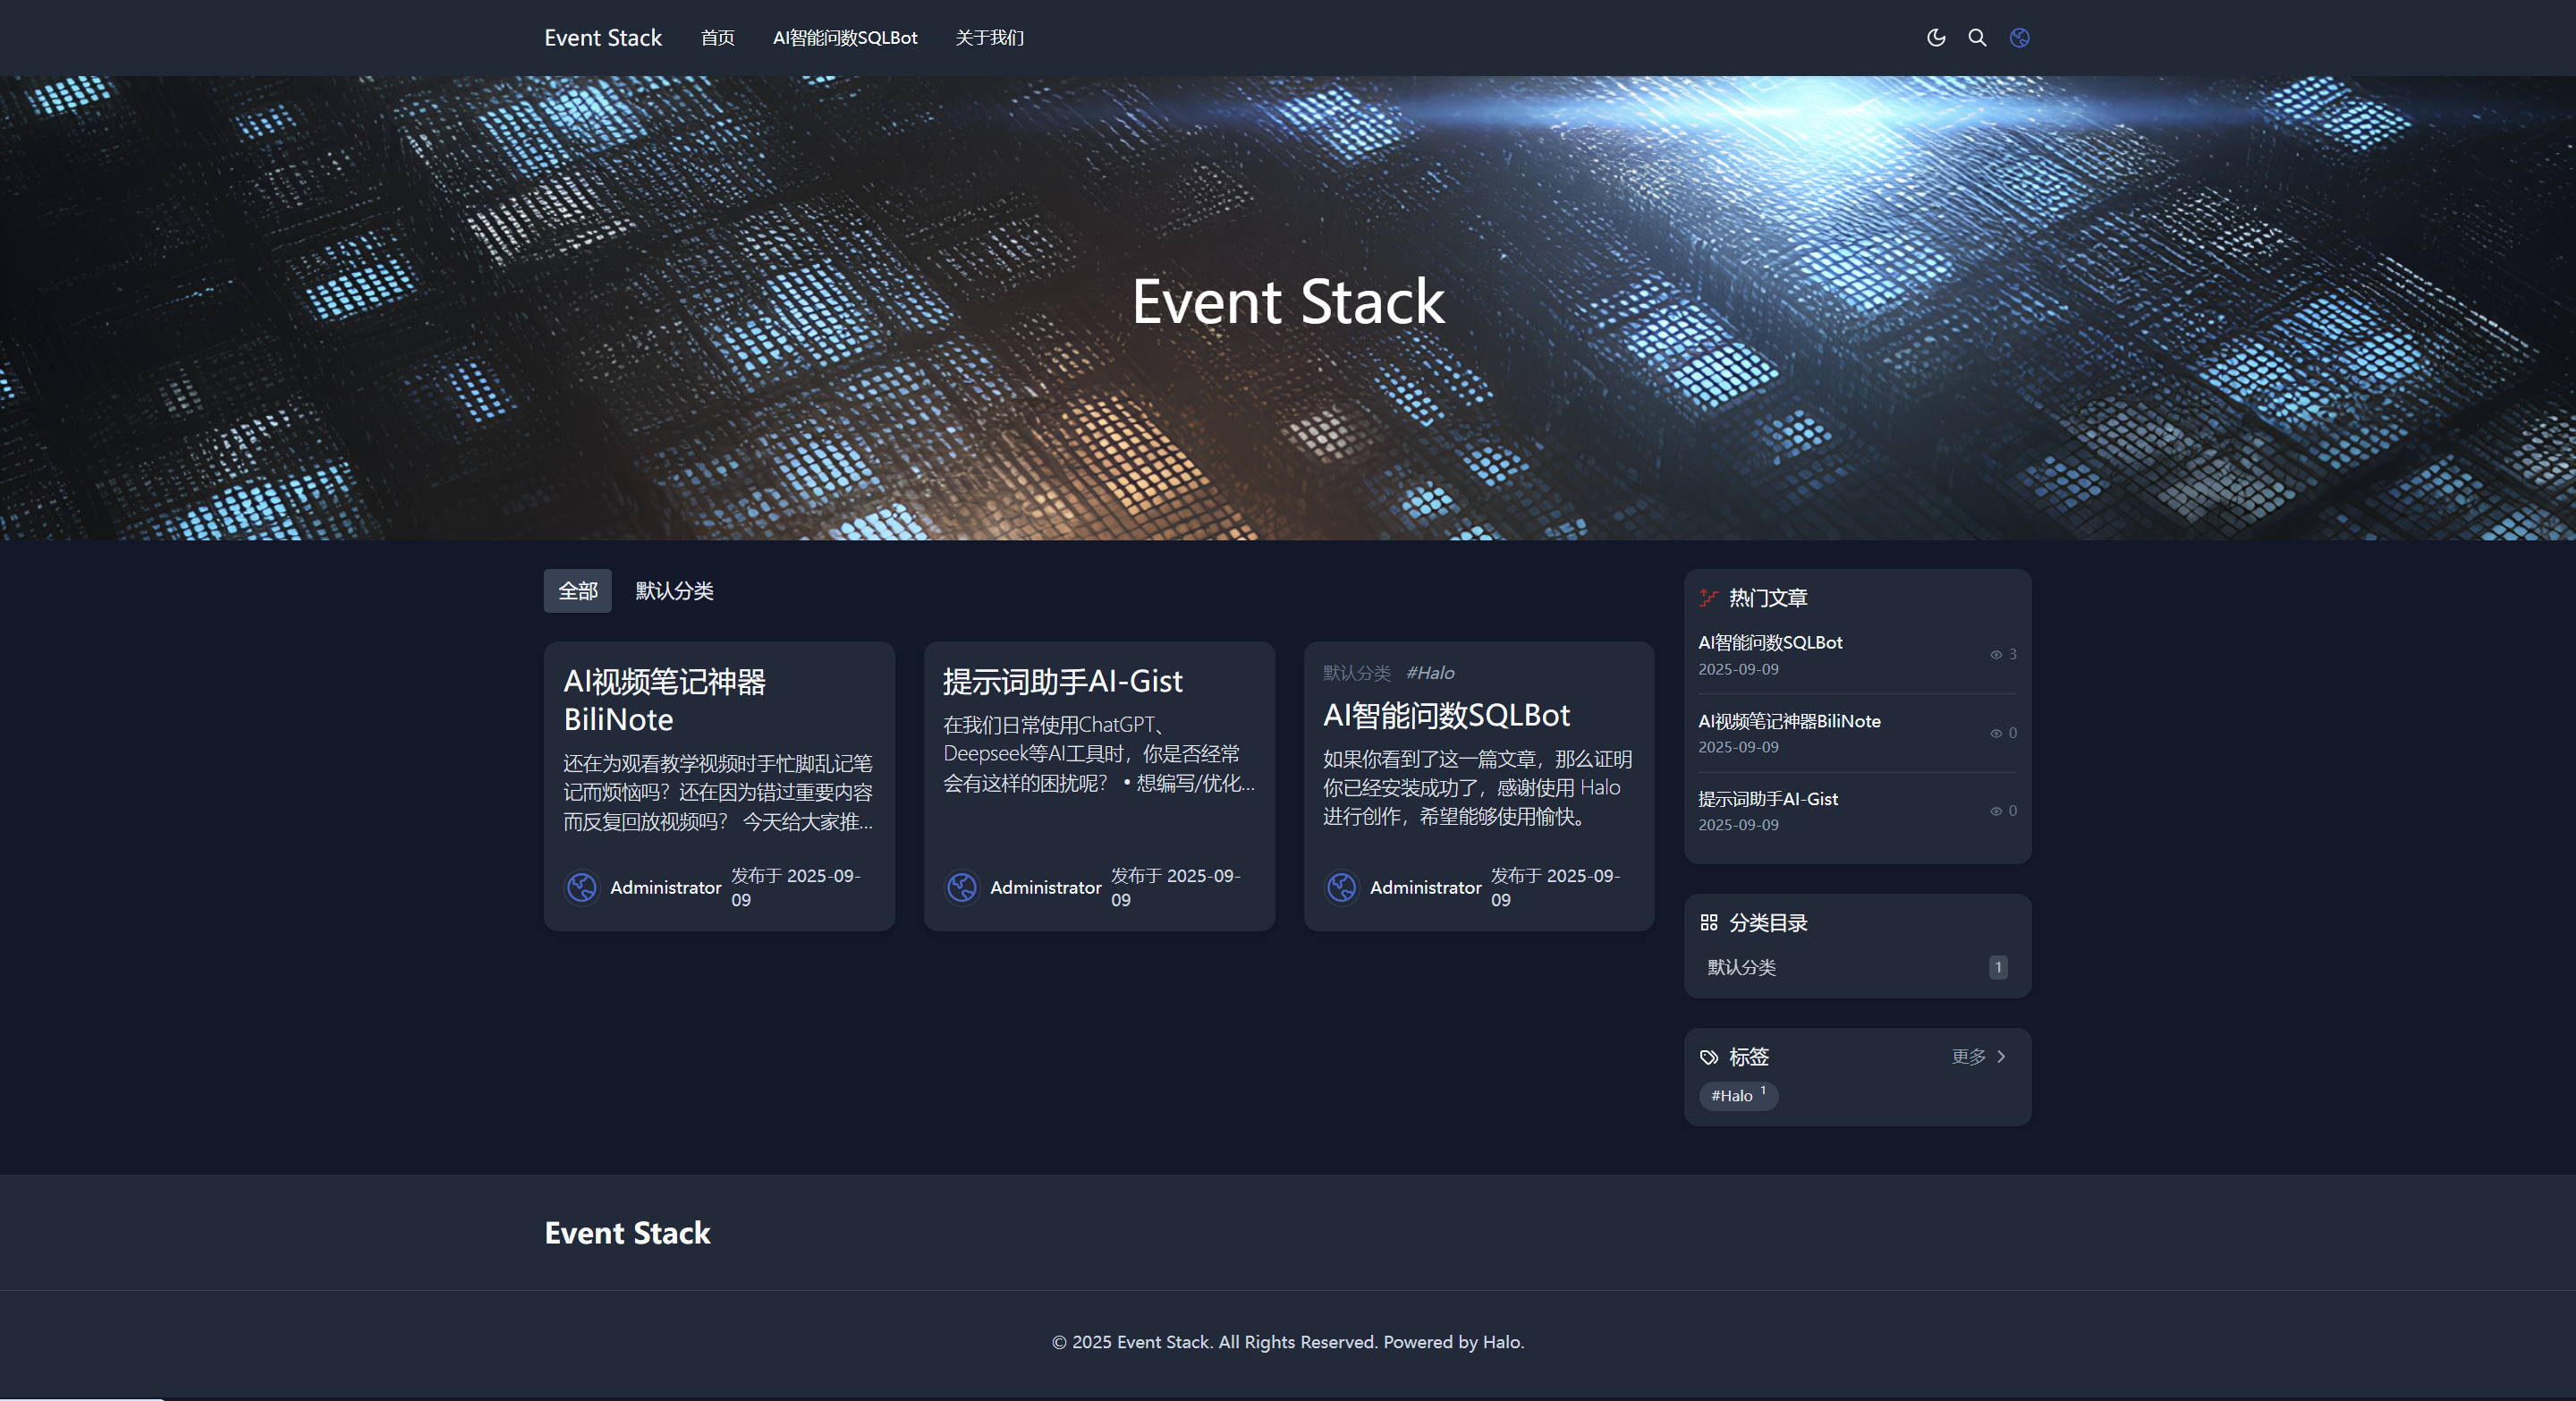 Event Stack
首页
AI智能问数SQLBot
关于我们
Event Stack
全部
默认分类
AI视频笔记神器
BiliNote
还在为观看教学视频时手忙脚乱记笔
记而烦恼吗？还在因为错过重要内容
而反复回放视频吗？ 今天给大家推...
Administrator
发布于 2025-09-
09
提示词助手AI-Gist
在我们日常使用ChatGPT、
Deepseek等AI工具时，你是否经常
会有这样的困扰呢？ • 想编写/优化...
Administrator
发布于 2025-09-
09
默认分类 #Halo
AI智能问数SQLBot
如果你看到了这一篇文章，那么证明
你已经安装成功了，感谢使用 Halo
进行创作，希望能够使用愉快。
Administrator
发布于 2025-09-
09
热门文章
AI智能问数SQLBot
2025-09-09
3
AI视频笔记神器BiliNote
2025-09-09
0
提示词助手AI-Gist
2025-09-09
0
分类目录
默认分类
1
标签
更多
#Halo 1
Event Stack
© 2025 Event Stack. All Rights Reserved. Powered by Halo.